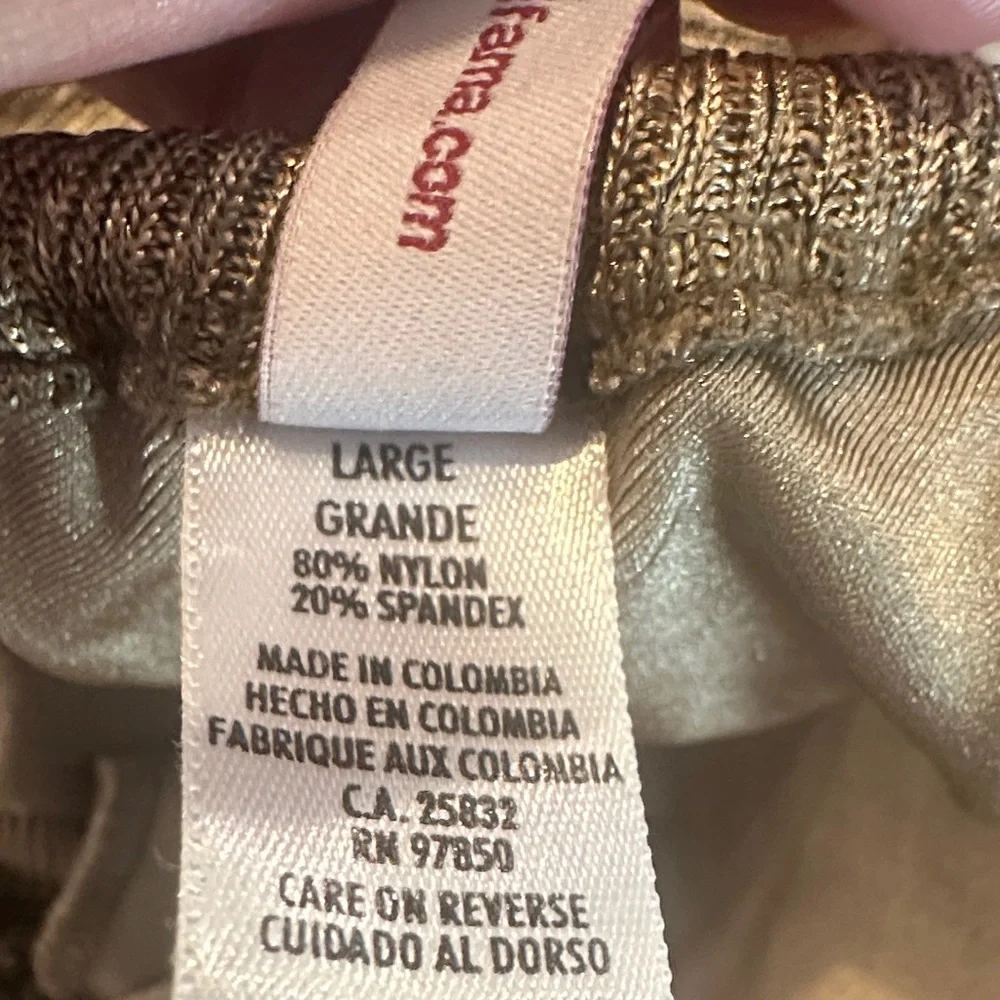 fama.com
LARGE
GRANDE
80% NYLON
20% SPANDEX
MADE IN COLOMBIA
HECHO EN COLOMBIA
FABRIQUE AUX COLOMBIA
C.A. 25832
RN 97850
CARE ON REVERSE
CUIDADO AL DORSO